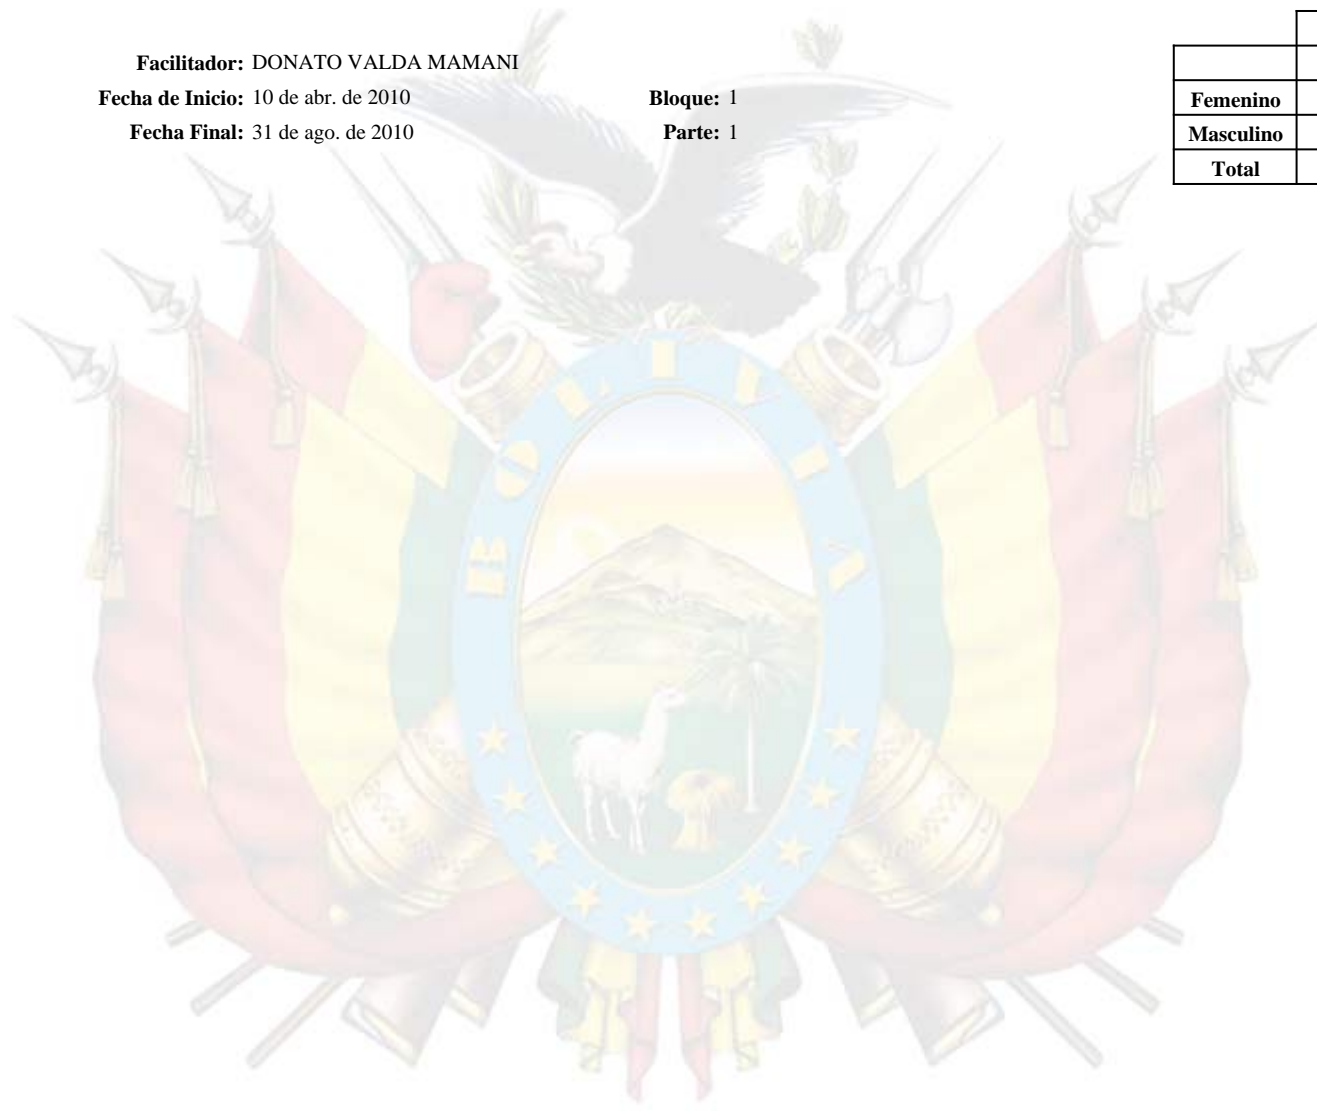 Facilitador: DONATO VALDA MAMANI
Fecha de Inicio: 10 de abr. de 2010 Bloque: 1
Fecha Final: 31 de ago. de 2010 Parte: 1
Femenino
Masculino
Total
BOLIVIA